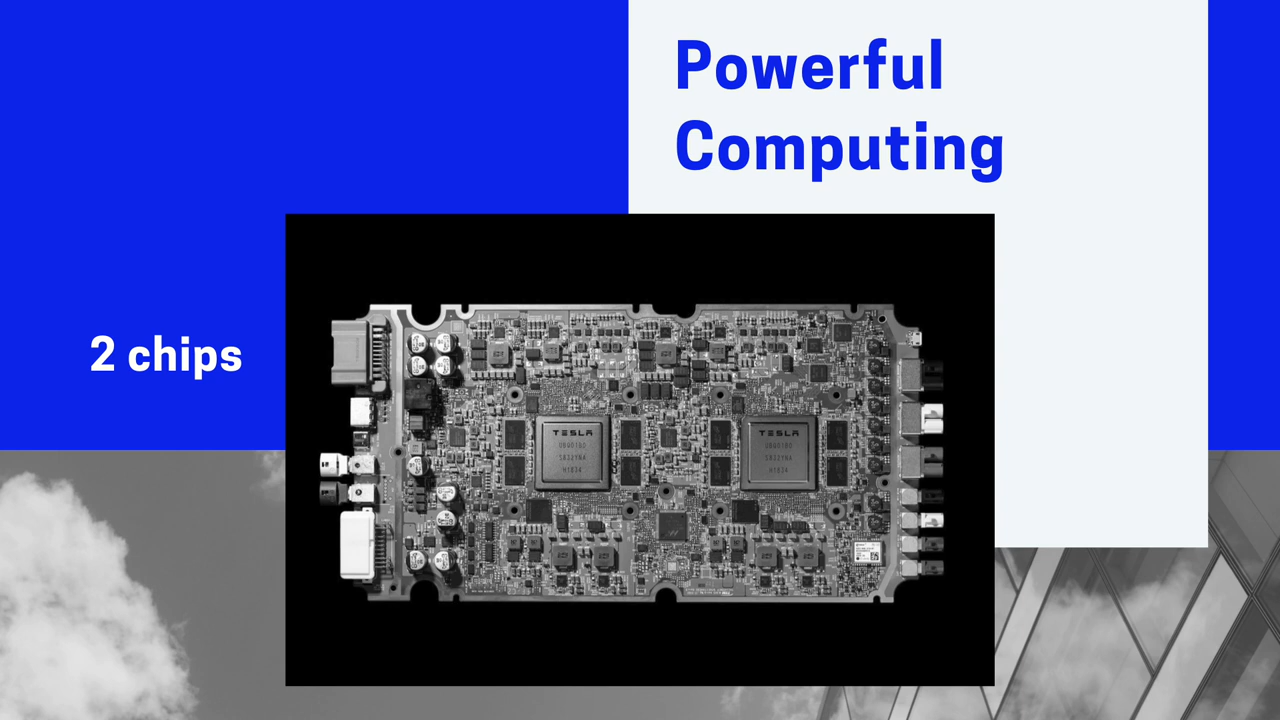 Powerful
Computing
2 chips
TESLA
TESLA